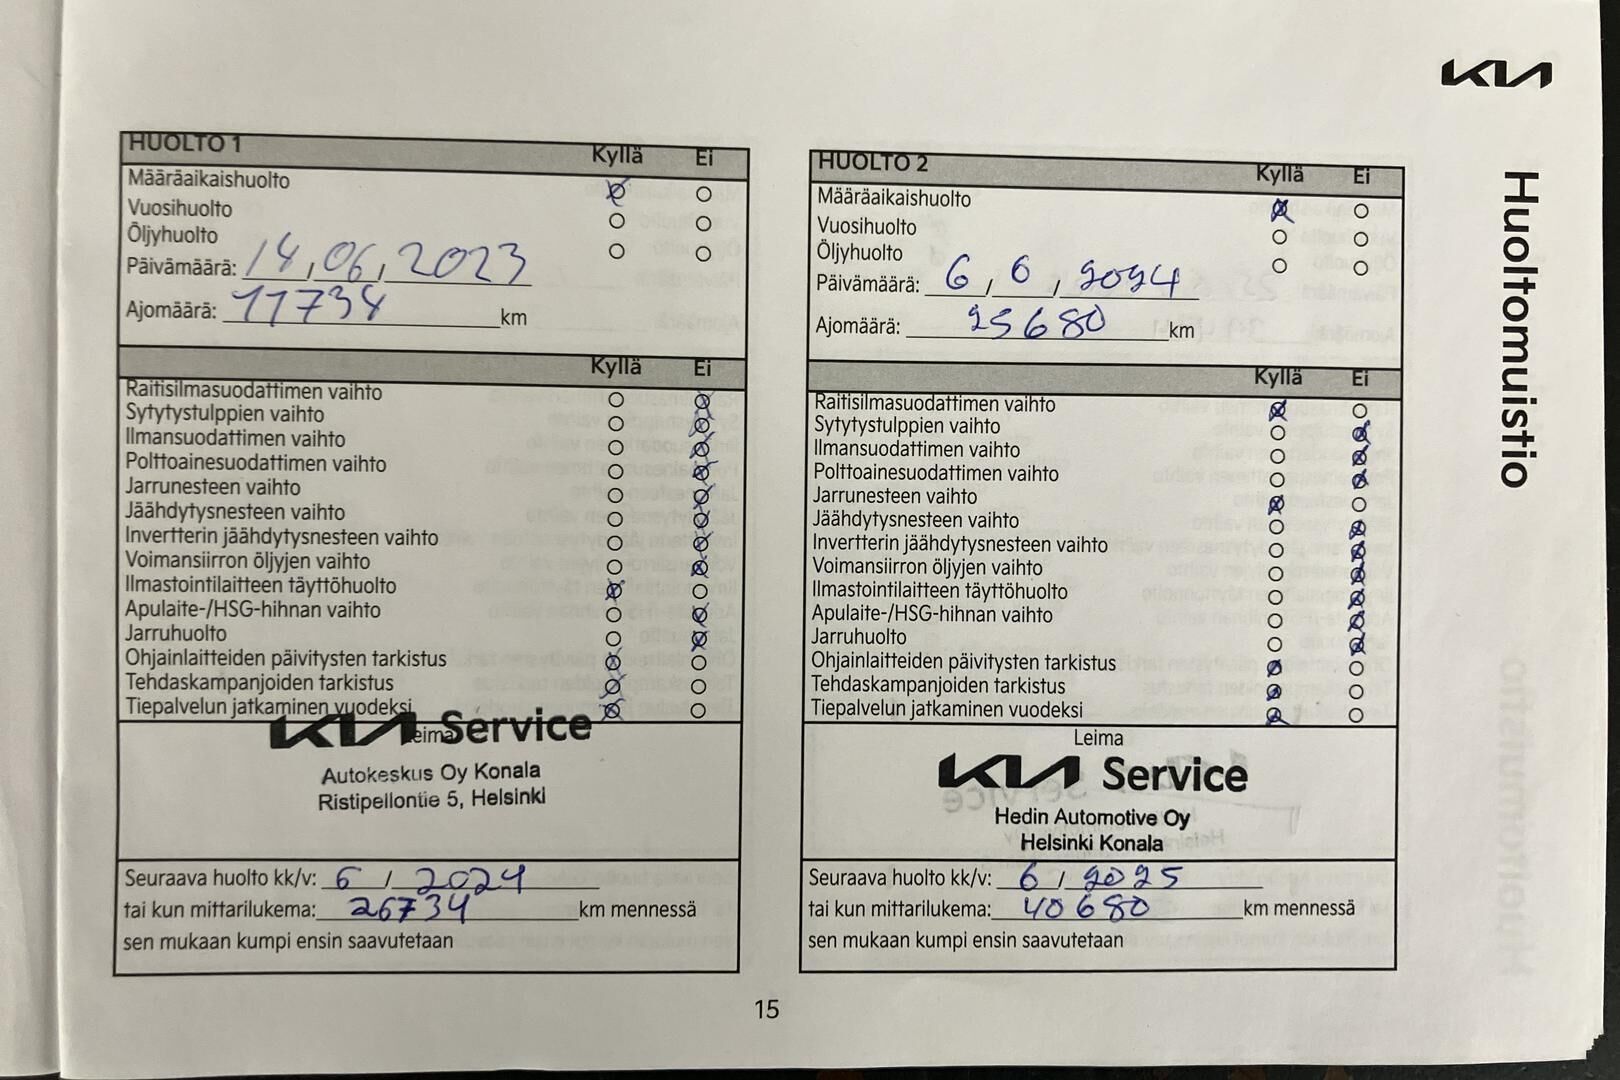 KIA
Huoltomuistio
HUOLTO 1
Kyllä Ei
Määräaikaishuolto
Vuosihuolto
Öljyhuolto
Päivämäärä: 14, 06, 2023
Ajomäärä: 11734 km
Kyllä Ei
Raitisilmasuodattimen vaihto
Sytytystulppien vaihto
Ilmansuodattimen vaihto
Polttoainesuodattimen vaihto
Jarrunesteen vaihto
Jäähdytysnesteen vaihto
Invertterin jäähdytysnesteen vaihto
Voimansiirron öljyjen vaihto
Ilmastointilaitteen täyttöhuolto
Apulaite-/HSG-hihnan vaihto
Jarruhuolto
Ohjainlaitteiden päivitysten tarkistus
Tehdaskampanjoiden tarkistus
Tiepalvelun jatkaminen vuodeksi
Leima
KIA Service
Autokeskus Oy Konala
Ristipellontie 5, Helsinki
Seuraava huolto kk/v: 6 / 2024
tai kun mittarilukema: 26734 km mennessä
sen mukaan kumpi ensin saavutetaan
HUOLTO 2
Kyllä Ei
Määräaikaishuolto
Vuosihuolto
Öljyhuolto
Päivämäärä: 6, 6, 2024
Ajomäärä: 25680 km
Kyllä Ei
Raitisilmasuodattimen vaihto
Sytytystulppien vaihto
Ilmansuodattimen vaihto
Polttoainesuodattimen vaihto
Jarrunesteen vaihto
Jäähdytysnesteen vaihto
Invertterin jäähdytysnesteen vaihto
Voimansiirron öljyjen vaihto
Ilmastointilaitteen täyttöhuolto
Apulaite-/HSG-hihnan vaihto
Jarruhuolto
Ohjainlaitteiden päivitysten tarkistus
Tehdaskampanjoiden tarkistus
Tiepalvelun jatkaminen vuodeksi
Leima
KIA Service
Hedin Automotive Oy
Helsinki Konala
Seuraava huolto kk/v: 6 / 2025
tai kun mittarilukema: 40680 km mennessä
sen mukaan kumpi ensin saavutetaan
15